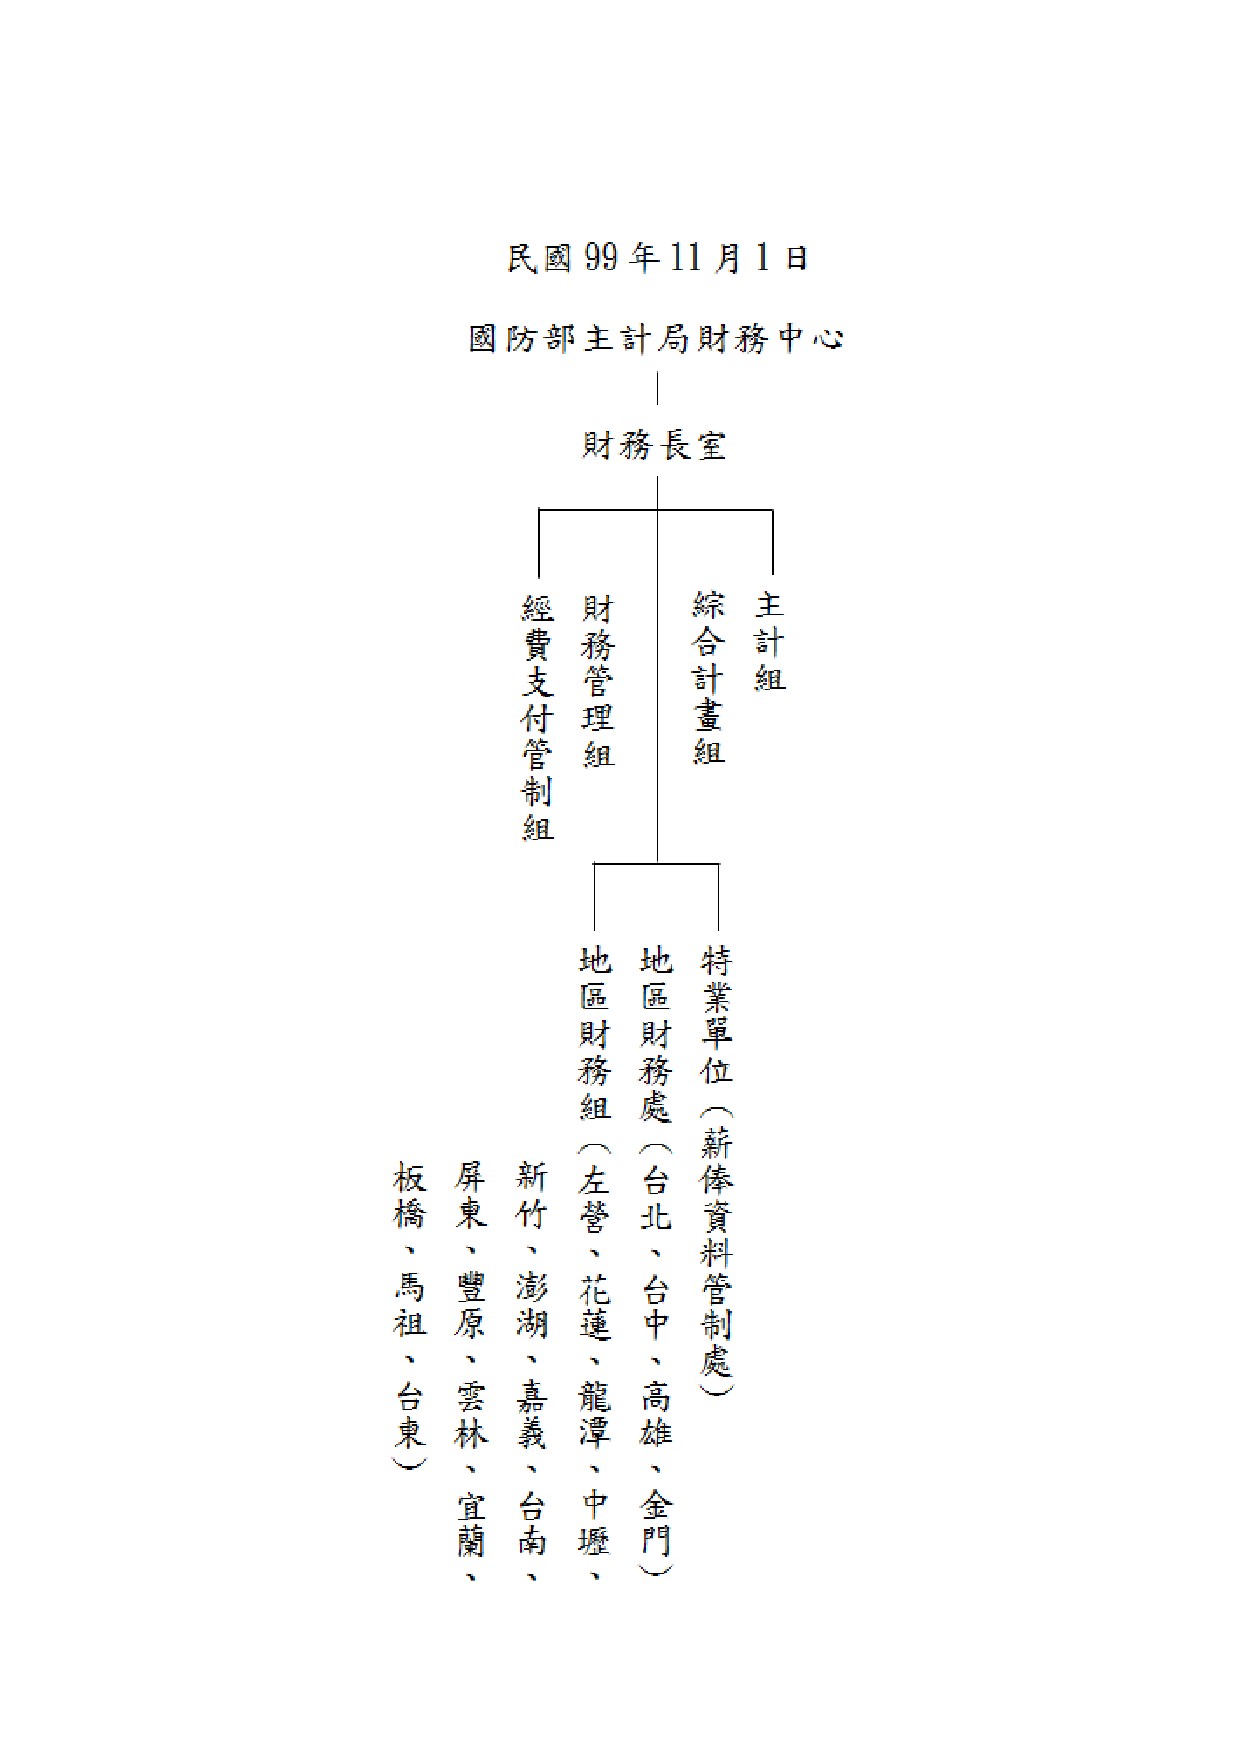 民國 99 年 11 月 1 日
國防部主計局財務中心
財務長室
主計組
綜合計畫組
財務管理組
經費支付管制組
特業單位（薪俸資料管制處）
地區財務處（台北、台中、高雄、金門）
地區財務組（左營、花蓮、龍潭、中壢、
新竹、澎湖、嘉義、台南、
屏東、豐原、雲林、宜蘭、
板橋、馬祖、台東）